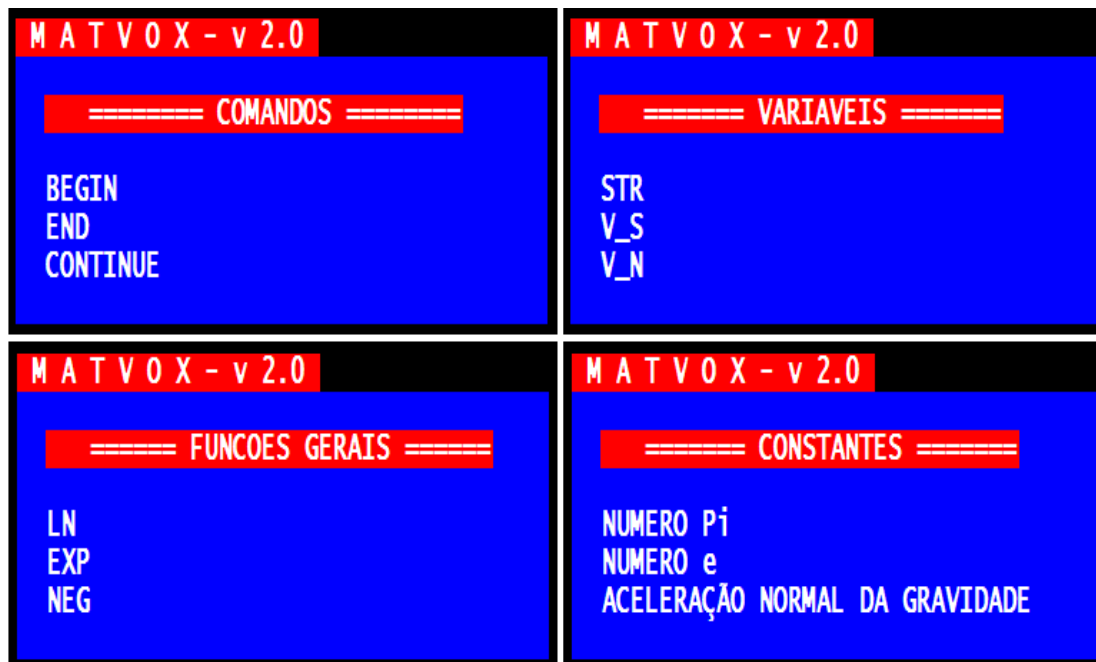 M A T V O X - v 2.0
======== COMANDOS ========
BEGIN
END
CONTINUE
M A T V O X - v 2.0
======= VARIAVEIS =======
STR
V_S
V_N
M A T V O X - v 2.0
====== FUNCOES GERAIS ======
LN
EXP
NEG
M A T V O X - v 2.0
======= CONSTANTES =======
NUMERO Pi
NUMERO e
ACELERAÇÃO NORMAL DA GRAVIDADE